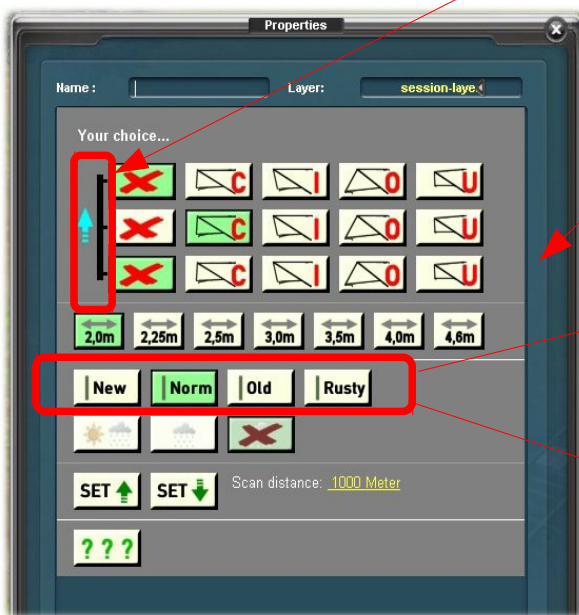 Properties
Name : Layer: session-laye
Your choice...
C I O U
C I O U
C I O U
2,0m 2,25m 2,5m 3,0m 3,5m 4,0m 4,6m
New Norm Old Rusty
SET SET Scan distance: 1000 Meter
? ? ?